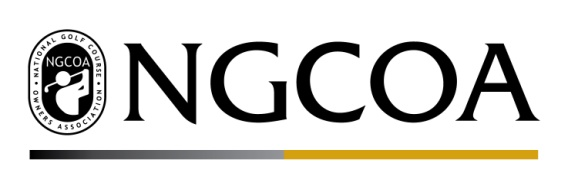 NATIONAL GOLF COURSE • OWNERS ASSOCIATION •
NGCOA
NGCOA